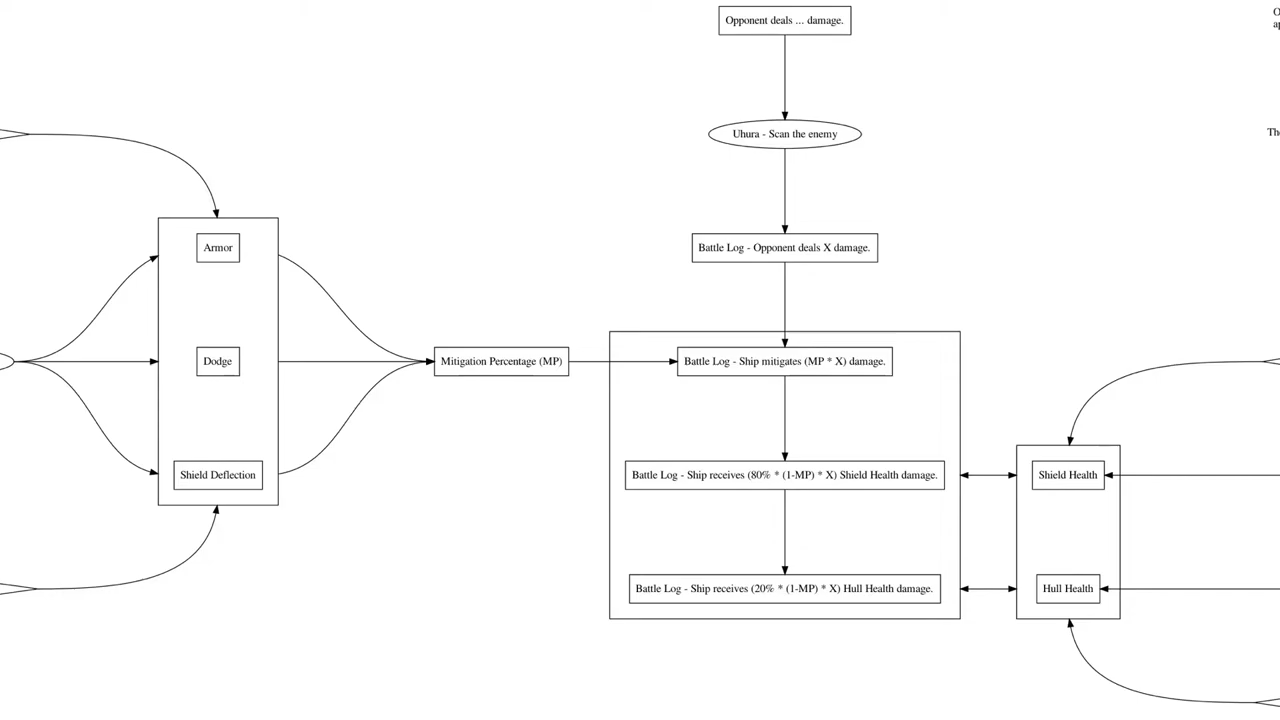 Opponent deals ... damage.
Uhura - Scan the enemy
Armor
Battle Log - Opponent deals X damage.
Dodge
Mitigation Percentage (MP)
Battle Log - Ship mitigates (MP * X) damage.
Shield Deflection
Battle Log - Ship receives (80% * (1-MP) * X) Shield Health damage.
Shield Health
Battle Log - Ship receives (20% * (1-MP) * X) Hull Health damage.
Hull Health